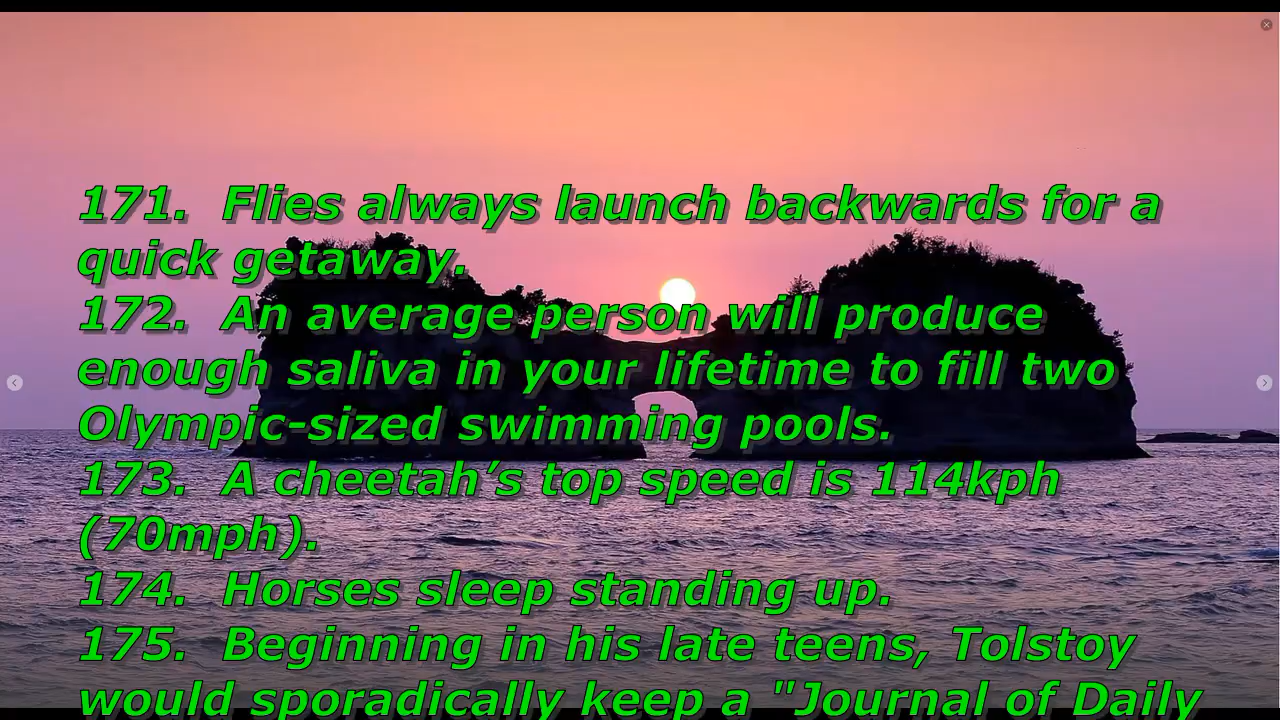 171.  Flies always launch backwards for a
quick getaway.
172.  An average person will produce
enough saliva in your lifetime to fill two
Olympic-sized swimming pools.
173.  A cheetah’s top speed is 114kph
(70mph).
174.  Horses sleep standing up.
175.  Beginning in his late teens, Tolstoy
would sporadically keep a "Journal of Daily